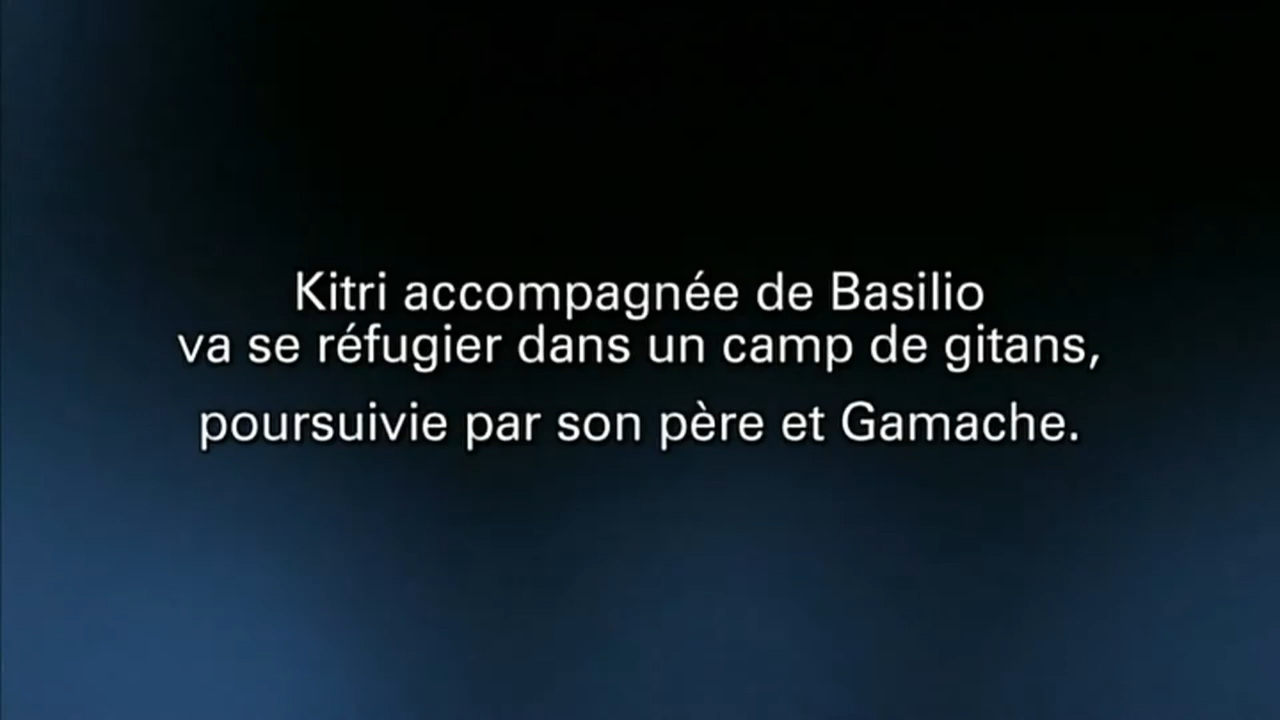 Kitri accompagnée de Basilio
va se réfugier dans un camp de gitans,
poursuivie par son père et Gamache.